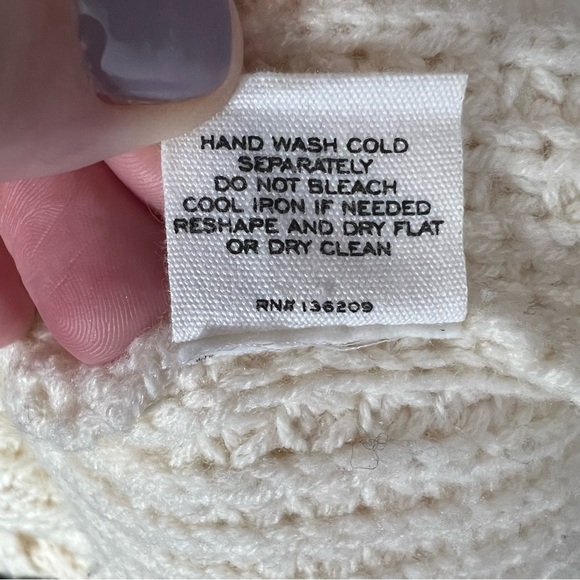 HAND WASH COLD
SEPARATELY
DO NOT BLEACH
COOL IRON IF NEEDED
RESHAPE AND DRY FLAT
OR DRY CLEAN
RN# 136209